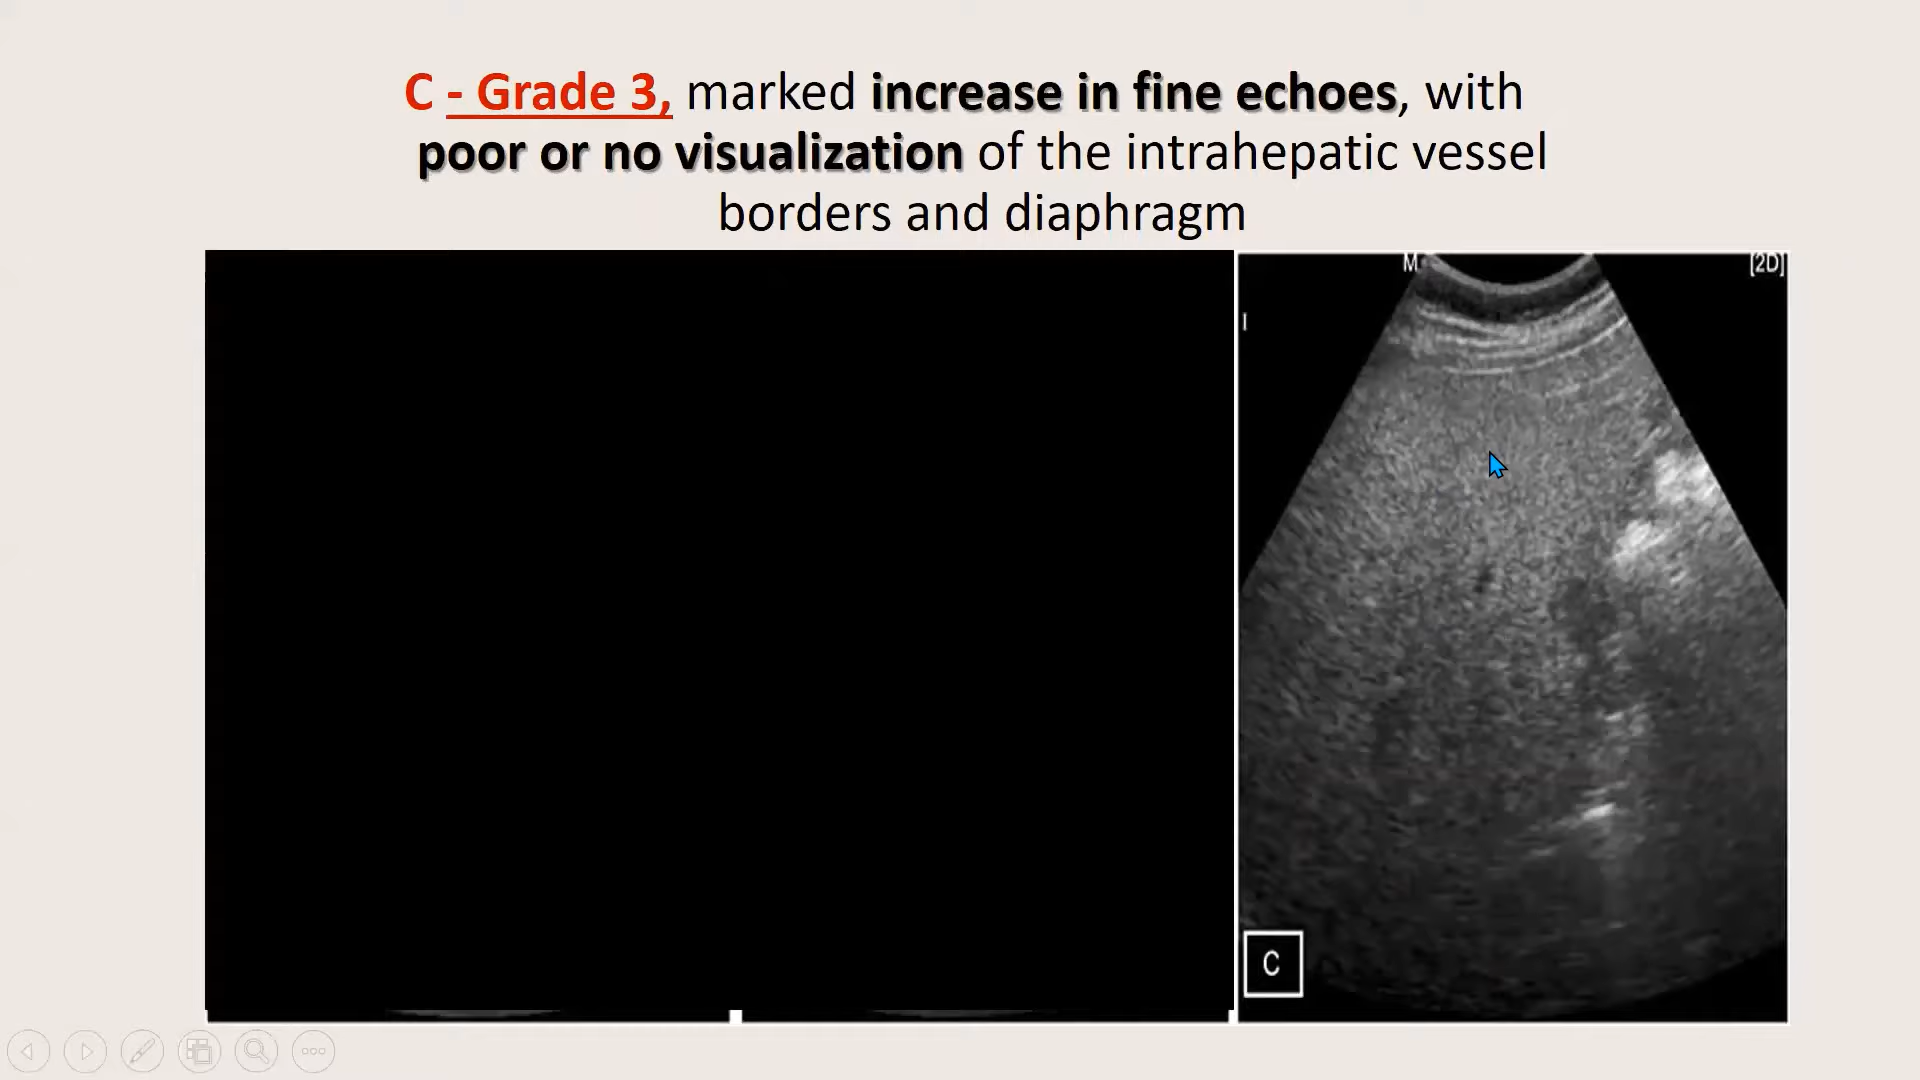 C - Grade 3, marked increase in fine echoes, with
poor or no visualization of the intrahepatic vessel
borders and diaphragm
M
[2D]
I
C